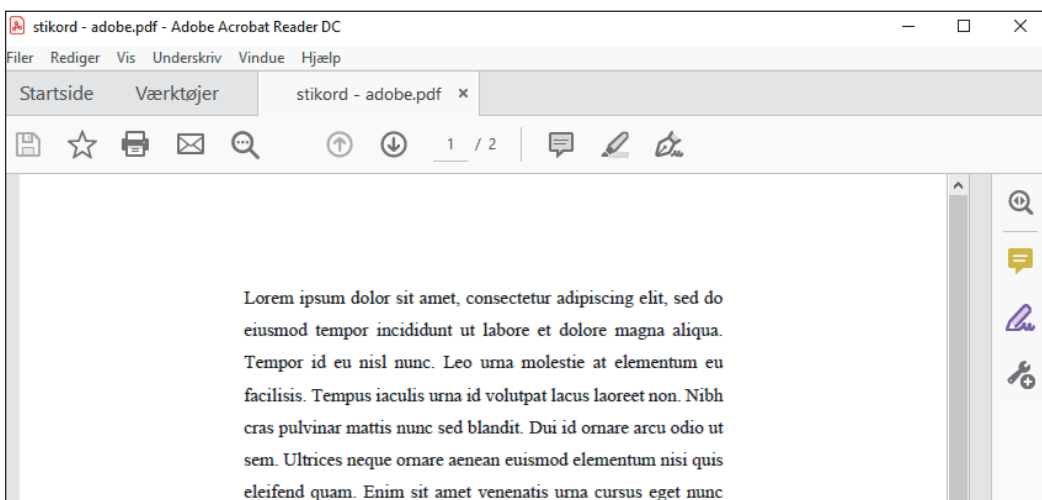 stikord - adobe.pdf - Adobe Acrobat Reader DC
Filer Rediger Vis Underskriv Vindue Hjælp
Startside Værktøjer stikord - adobe.pdf ×
1 / 2
Lorem ipsum dolor sit amet, consectetur adipiscing elit, sed do
eiusmod tempor incididunt ut labore et dolore magna aliqua.
Tempor id eu nisl nunc. Leo urna molestie at elementum eu
facilisis. Tempus iaculis urna id volutpat lacus laoreet non. Nibh
cras pulvinar mattis nunc sed blandit. Dui id ornare arcu odio ut
sem. Ultrices neque ornare aenean euismod elementum nisi quis
eleifend quam. Enim sit amet venenatis urna cursus eget nunc